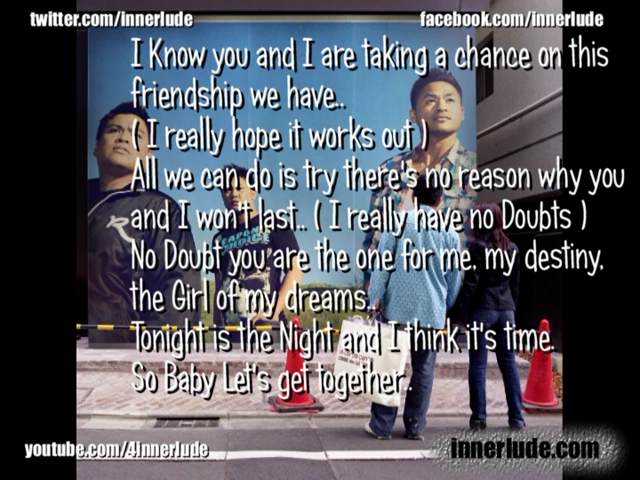 twitter.com/innerlude
facebook.com/innerlude
I Know you and I are taking a chance on this
friendship we have..
( I really hope it works out )
All we can do is try there's no reason why you
and I won't last.. ( I really have no Doubts )
No Doubt you are the one for me, my destiny,
the Girl of my dreams..
Tonight is the Night and I think it's time.
So Baby Let's get together..
youtube.com/4innerlude
innerlude.com